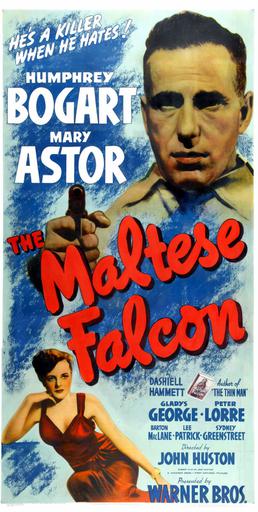 HE'S A KILLER
WHEN HE HATES!
HUMPHREY
BOGART
MARY
ASTOR
THE
Maltese
Falcon
DASHIELL
HAMMETT
Author of
"THE THIN MAN"
GLADYS PETER
GEORGE · LORRE
BARTON LEE SYDNEY
MacLANE · PATRICK · GREENSTREET
Directed by
JOHN HUSTON
Presented by
WARNER BROS.